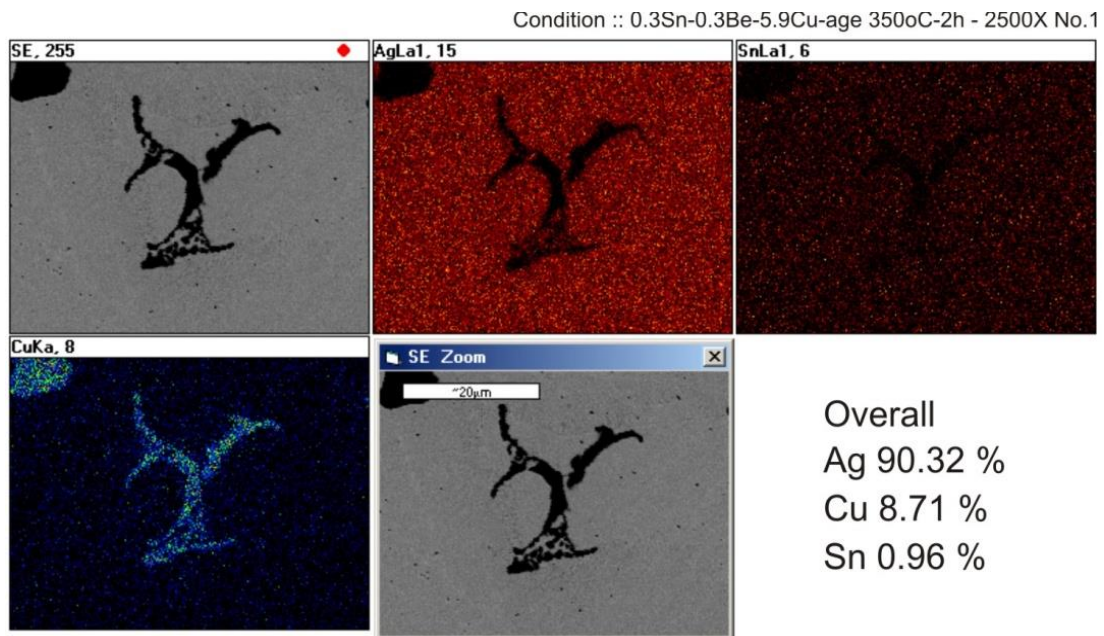 Condition :: 0.3Sn-0.3Be-5.9Cu-age 350oC-2h - 2500X No.1
SE, 255
AgLa1, 15
SnLa1, 6
CuKa, 8
SE Zoom
~20µm
Overall
Ag 90.32 %
Cu 8.71 %
Sn 0.96 %